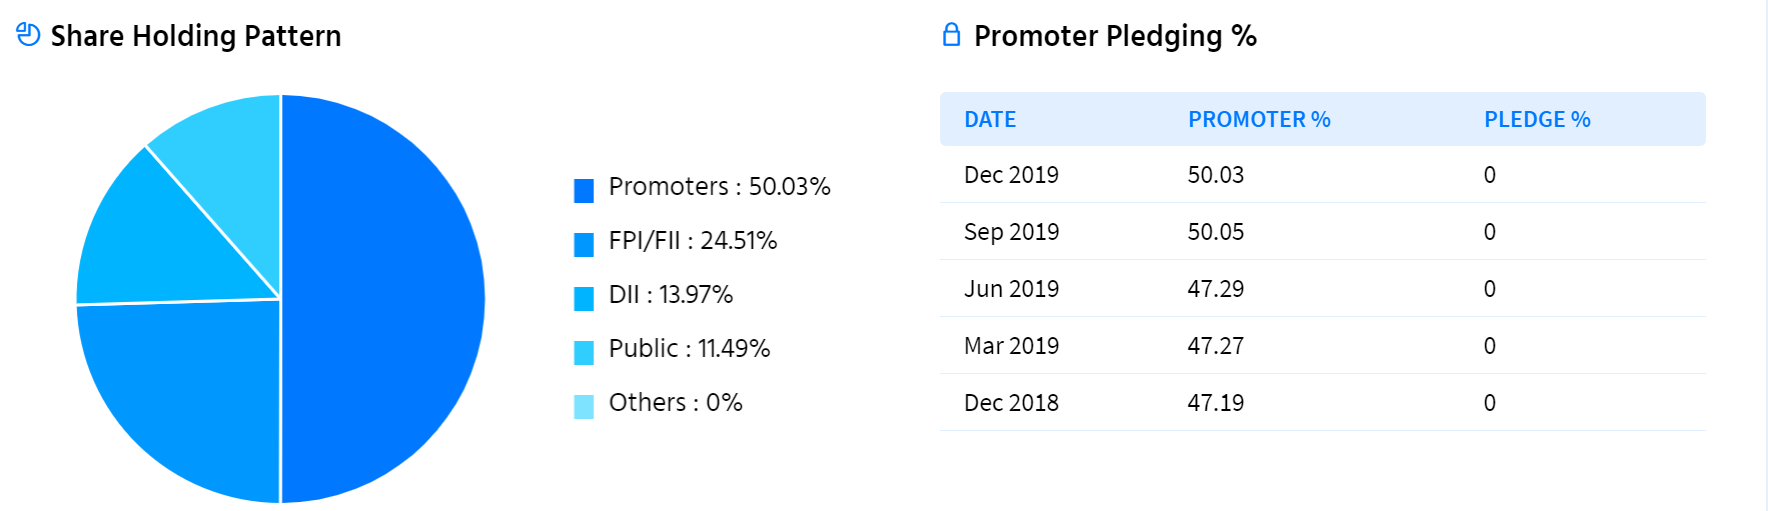 Share Holding Pattern
Promoters : 50.03%
FPI/FII : 24.51%
DII : 13.97%
Public : 11.49%
Others : 0%
Promoter Pledging %
DATE PROMOTER % PLEDGE %
Dec 2019 50.03 0
Sep 2019 50.05 0
Jun 2019 47.29 0
Mar 2019 47.27 0
Dec 2018 47.19 0